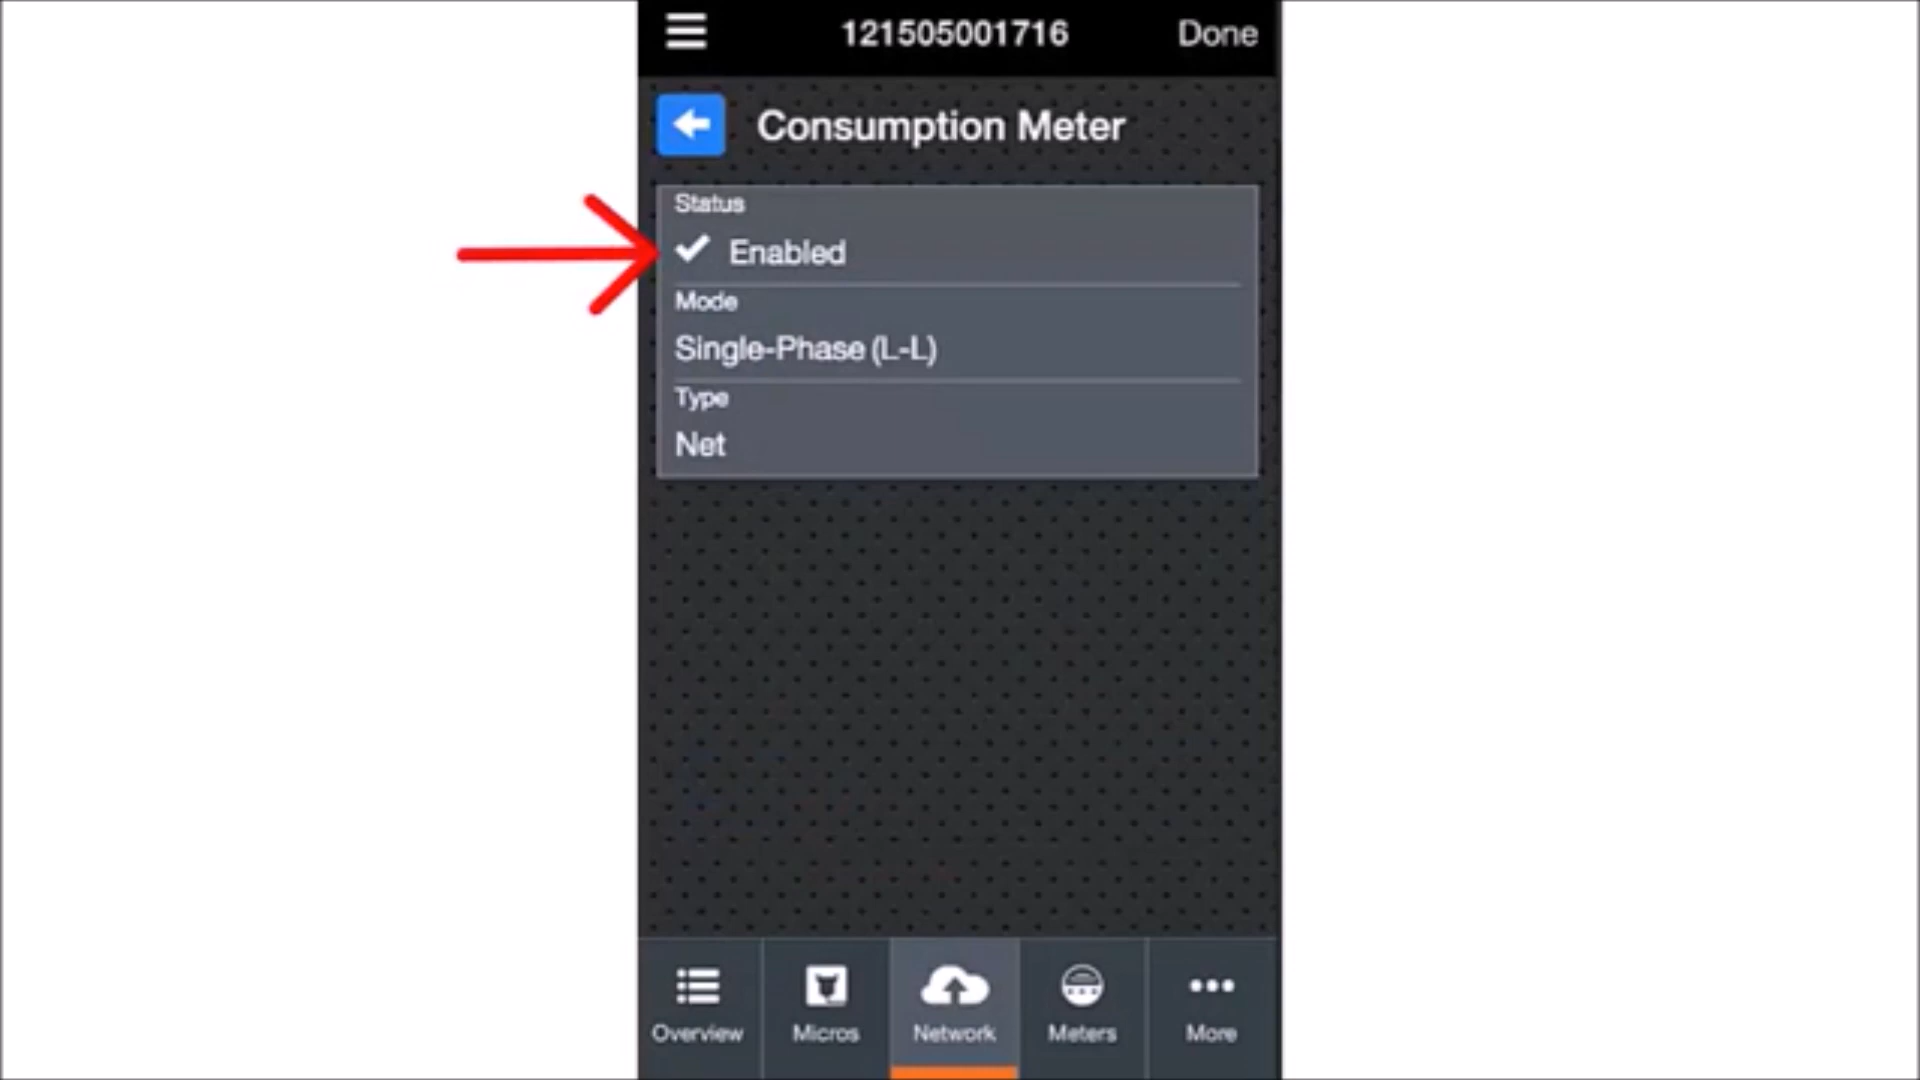 121505001716 Done
Consumption Meter
Status
Enabled
Mode
Single-Phase (L-L)
Type
Net
Overview Micros Network Meters More